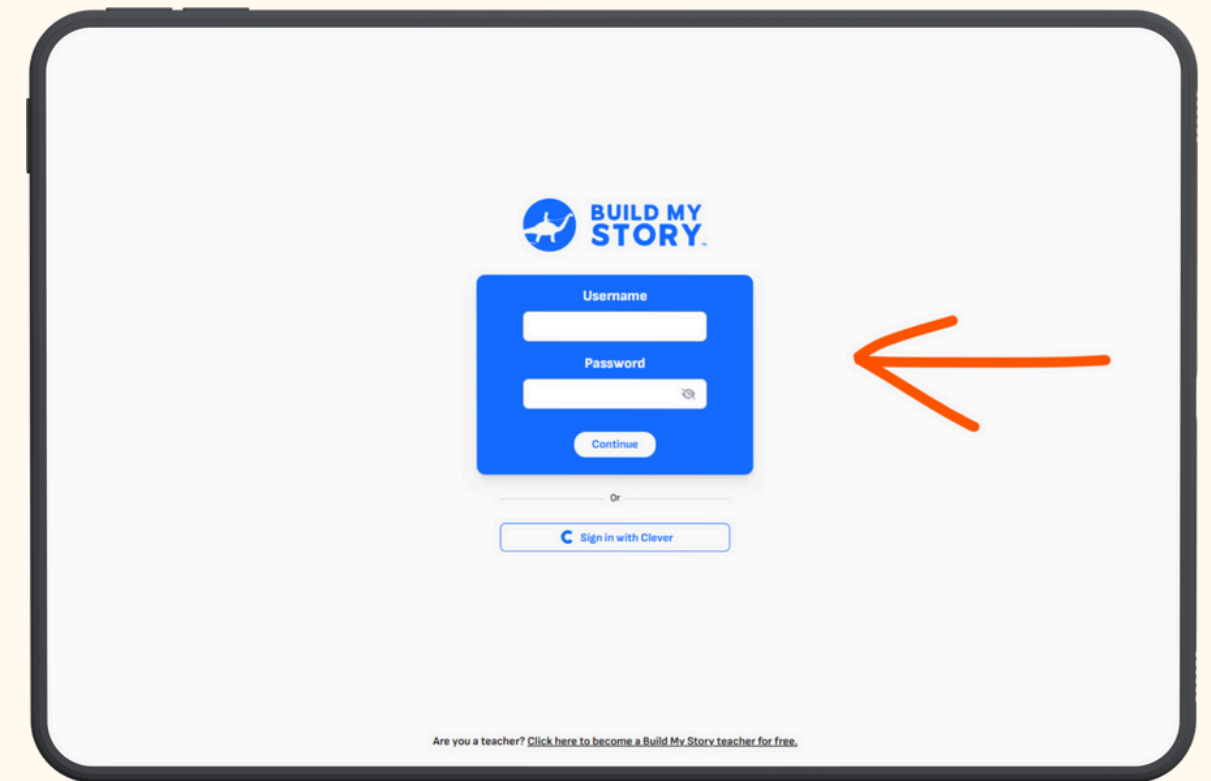 BUILD MY
STORY™
Username
Password
Continue
Or
Sign in with Clever
Are you a teacher? Click here to become a Build My Story teacher for free.